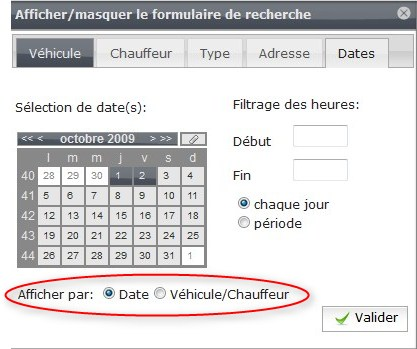 Afficher/masquer le formulaire de recherche
Véhicule Chauffeur Type Adresse Dates
Sélection de date(s):
<< < octobre 2009 > >>
l m m j v s d
40 28 29 30 1 2 3 4
41 5 6 7 8 9 10 11
42 12 13 14 15 16 17 18
43 19 20 21 22 23 24 25
44 26 27 28 29 30 31 1
Filtrage des heures:
Début
Fin
chaque jour
période
Afficher par: Date Véhicule/Chauffeur
Valider